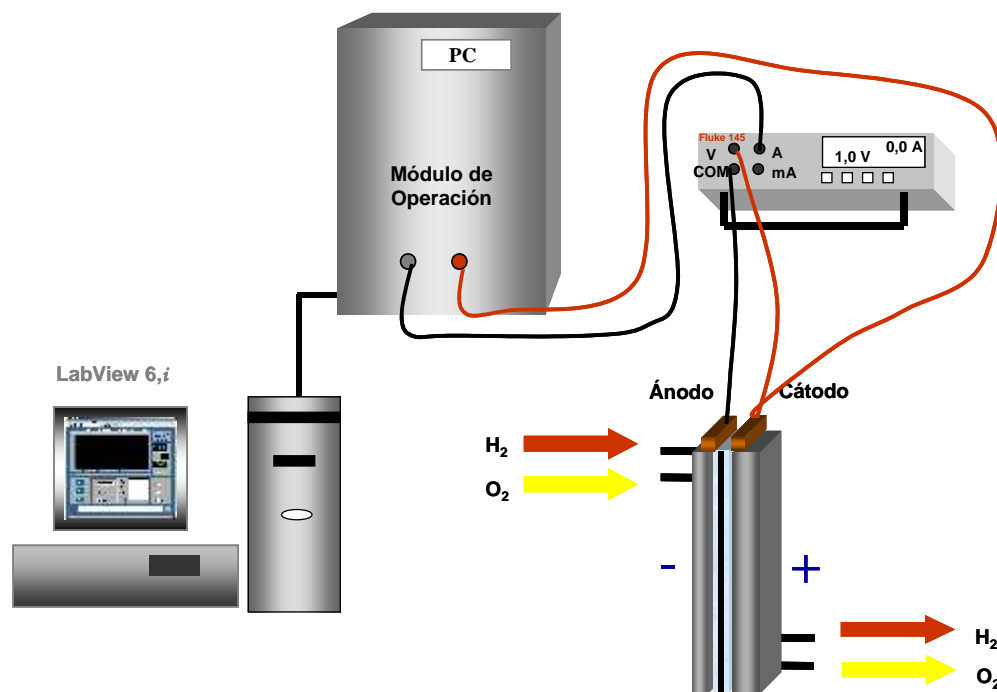 PC
Módulo de
Operación
Fluke 145
V
A
COM
mA
1,0 V
0,0 A
LabView 6,i
Ánodo
Cátodo
H₂
O₂
-
+
H₂
O₂